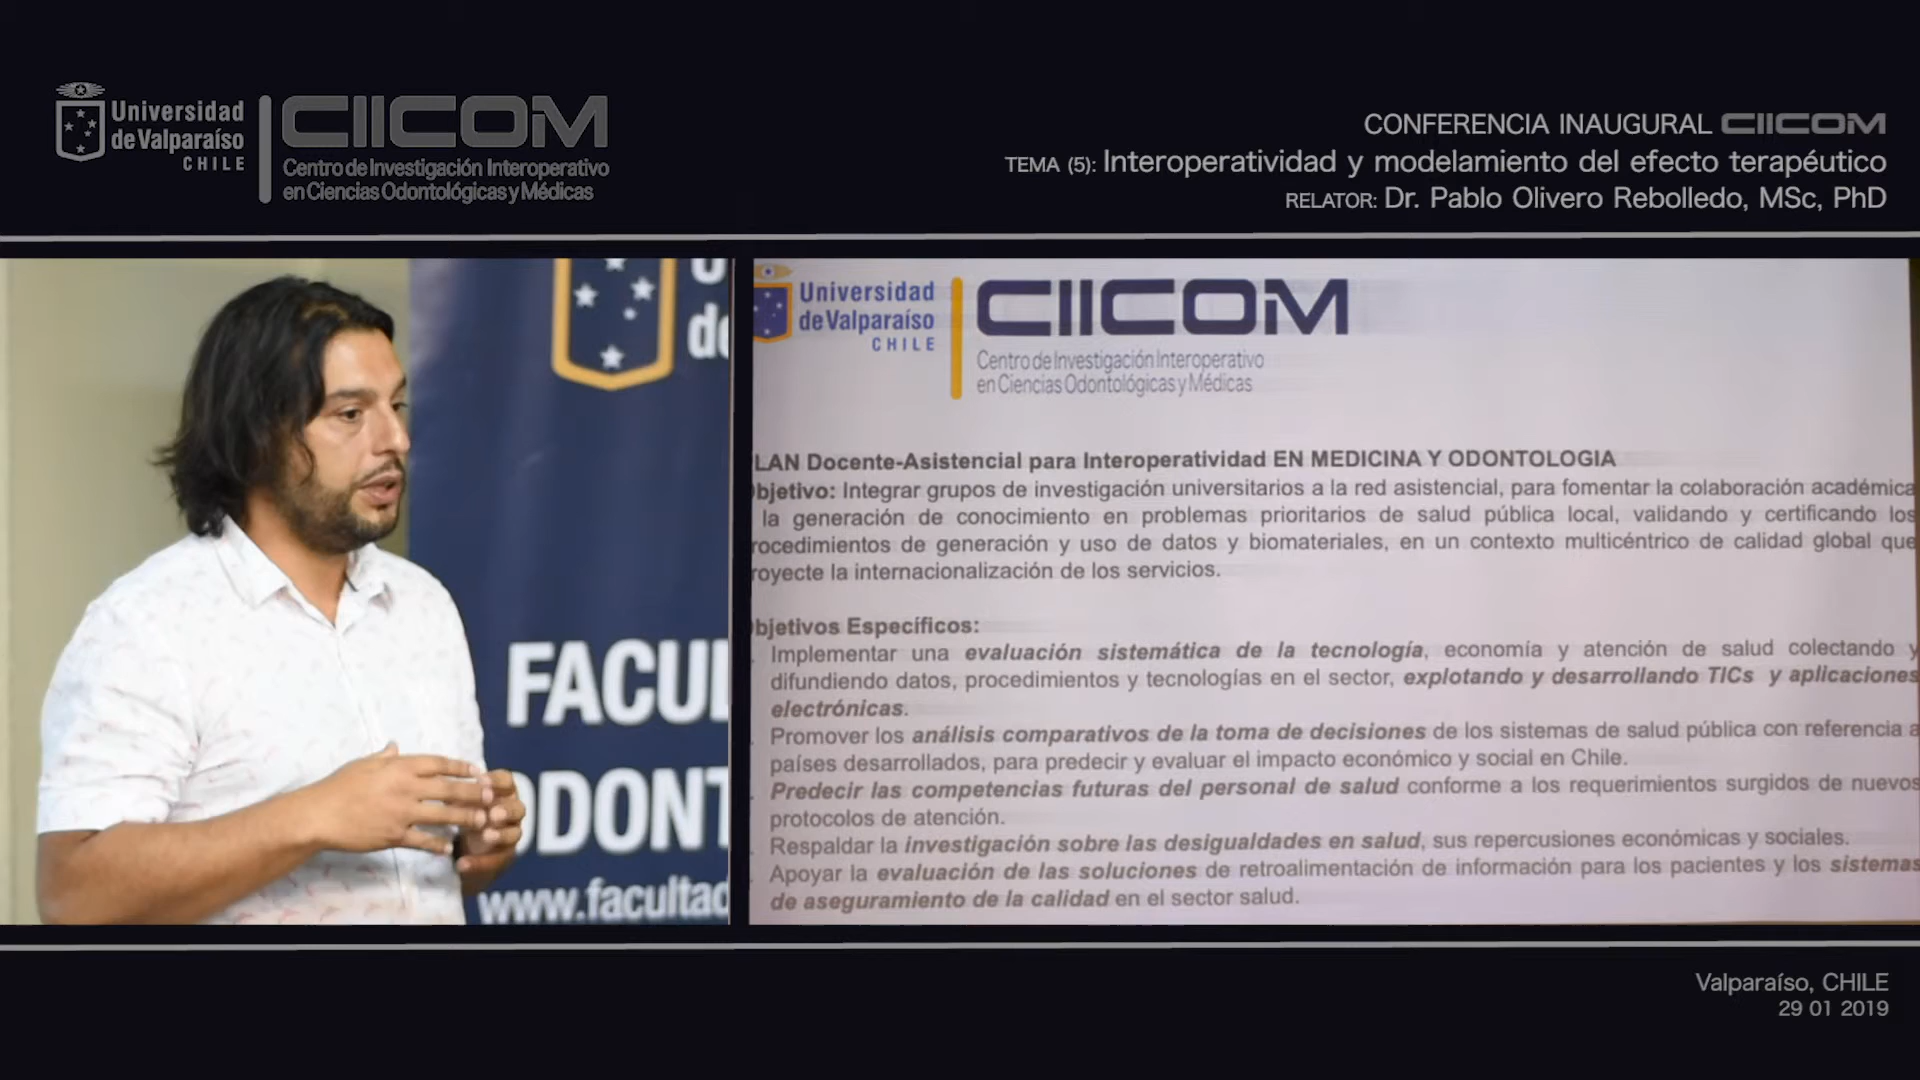 Universidad
de Valparaíso
CHILE
CIICOM
Centro de Investigación Interoperativo
en Ciencias Odontológicas y Médicas
CONFERENCIA INAUGURAL CIICOM
TEMA (5): Interoperatividad y modelamiento del efecto terapéutico
RELATOR: Dr. Pablo Olivero Rebolledo, MSc, PhD
FACUL
ODONT
www.facultad
Universidad
de Valparaíso
CHILE
CIICOM
Centro de Investigación Interoperativo
en Ciencias Odontológicas y Médicas
LAN Docente-Asistencial para Interoperatividad EN MEDICINA Y ODONTOLOGIA
bjetivo: Integrar grupos de investigación universitarios a la red asistencial, para fomentar la colaboración académica
la generación de conocimiento en problemas prioritarios de salud pública local, validando y certificando los
rocedimientos de generación y uso de datos y biomateriales, en un contexto multicéntrico de calidad global que
royecte la internacionalización de los servicios.
bjetivos Específicos:
Implementar una evaluación sistemática de la tecnología, economía y atención de salud colectando y
difundiendo datos, procedimientos y tecnologías en el sector, explotando y desarrollando TICs y aplicaciones
electrónicas.
Promover los análisis comparativos de la toma de decisiones de los sistemas de salud pública con referencia a
países desarrollados, para predecir y evaluar el impacto económico y social en Chile.
Predecir las competencias futuras del personal de salud conforme a los requerimientos surgidos de nuevos
protocolos de atención.
Respaldar la investigación sobre las desigualdades en salud, sus repercusiones económicas y sociales.
Apoyar la evaluación de las soluciones de retroalimentación de información para los pacientes y los sistemas
de aseguramiento de la calidad en el sector salud.
Valparaíso, CHILE
29 01 2019